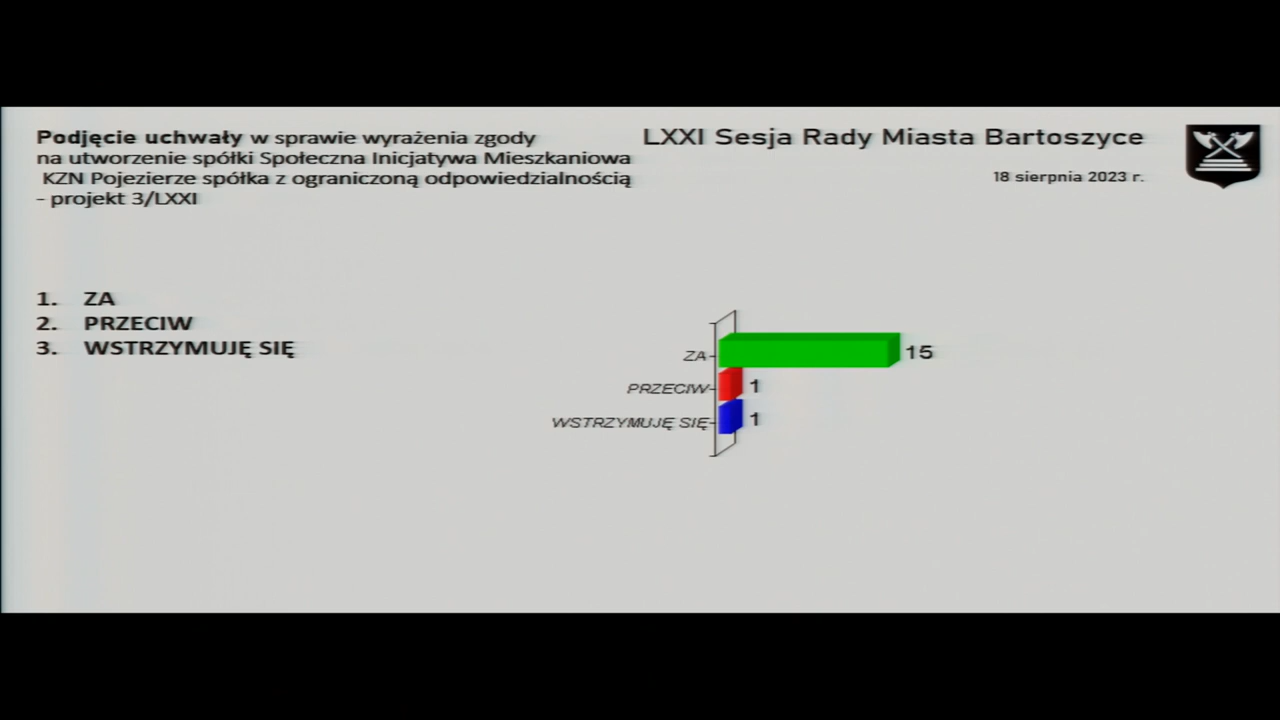 Podjęcie uchwały w sprawie wyrażenia zgody
na utworzenie spółki Społeczna Inicjatywa Mieszkaniowa
KZN Pojezierze spółka z ograniczoną odpowiedzialnością
- projekt 3/LXXI
LXXI Sesja Rady Miasta Bartoszyce
18 sierpnia 2023 r.
1. ZA
2. PRZECIW
3. WSTRZYMUJĘ SIĘ
ZA 15
PRZECIW 1
WSTRZYMUJĘ SIĘ 1